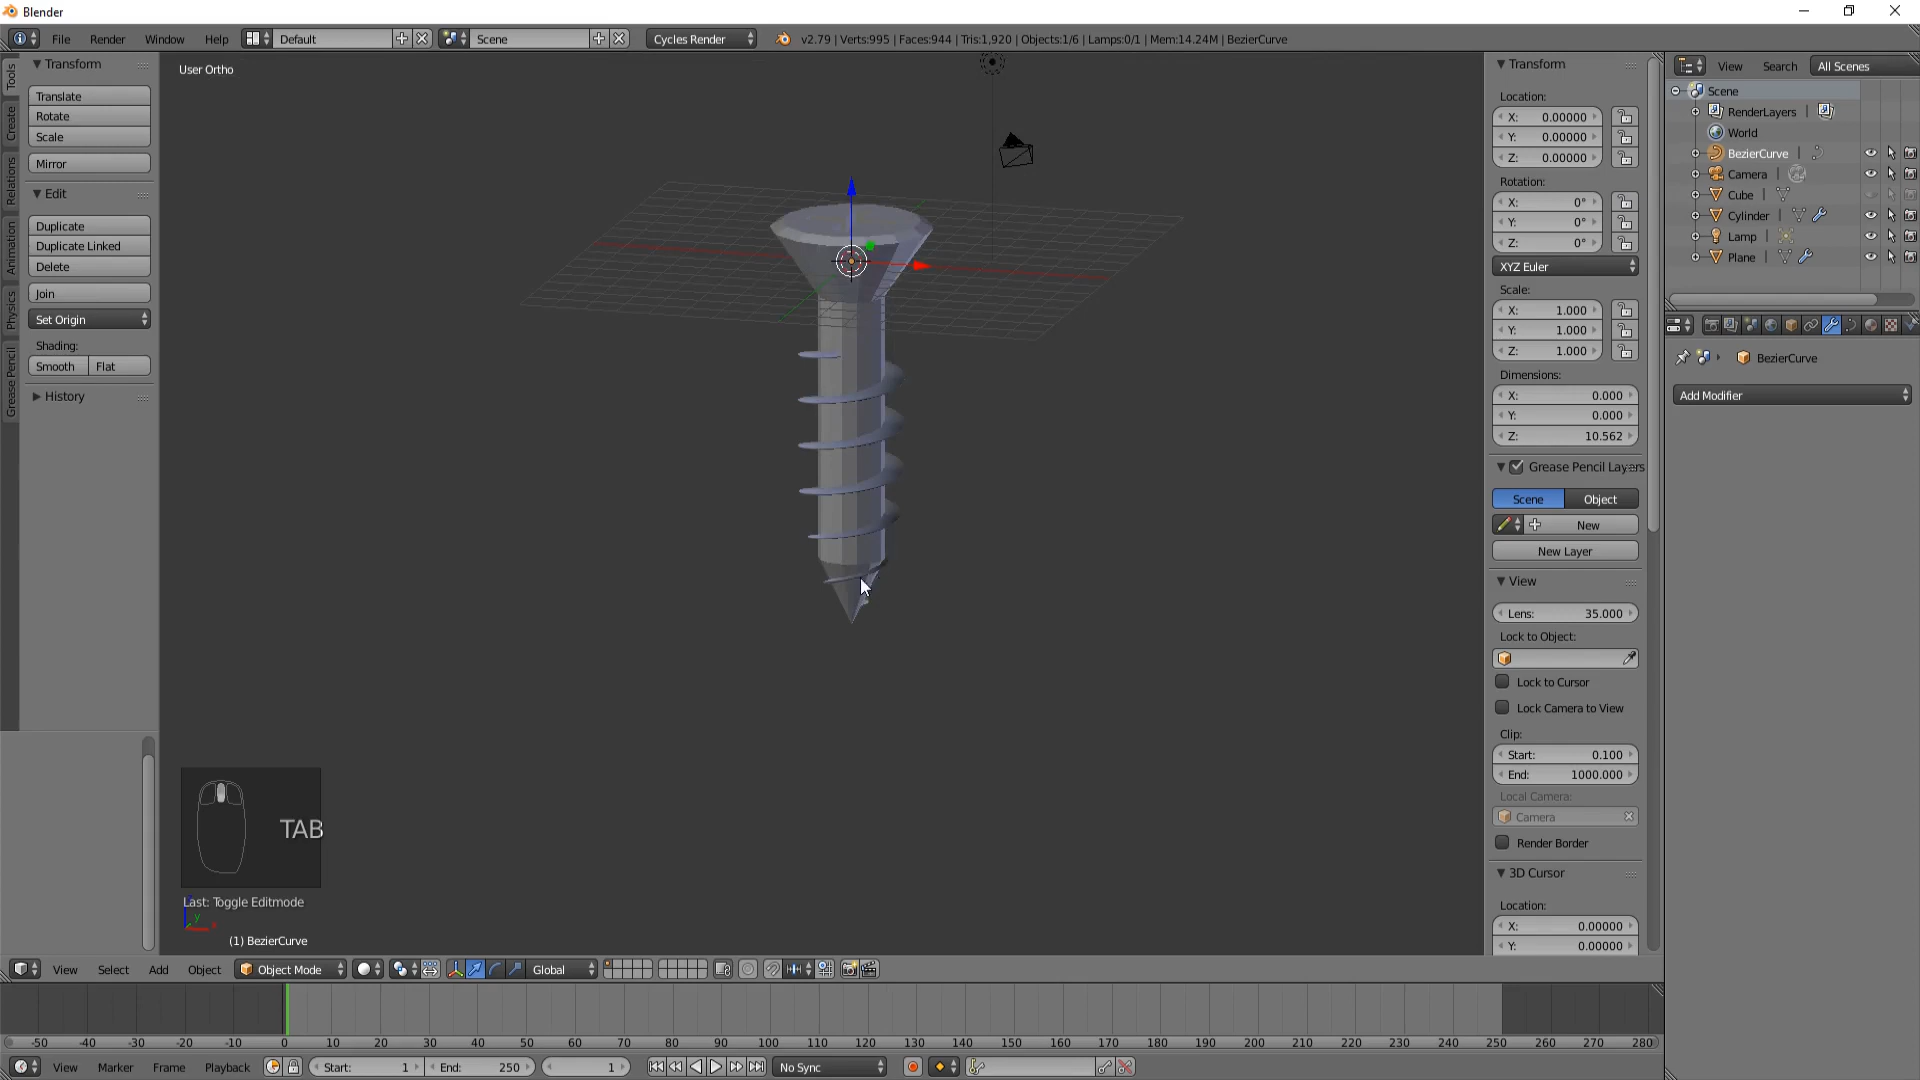 Blender
File Render Window Help Default Scene Cycles Render v2.79 | Verts:995 | Faces:944 | Tris:1,920 | Objects:1/6 | Lamps:0/1 | Mem:14.24M | BezierCurve
Tools
Create
Relations
Animation
Physics
Grease Pencil
Transform
Translate
Rotate
Scale
Mirror
Edit
Duplicate
Duplicate Linked
Delete
Join
Set Origin
Shading:
Smooth Flat
History
User Ortho
TAB
Last: Toggle Editmode
z
y
x
(1) BezierCurve
Transform
Location:
X: 0.00000
Y: 0.00000
Z: 0.00000
Rotation:
X: 0°
Y: 0°
Z: 0°
XYZ Euler
Scale:
X: 1.000
Y: 1.000
Z: 1.000
Dimensions:
X: 0.000
Y: 0.000
Z: 10.562
Grease Pencil Layers
Scene Object
New
New Layer
View
Lens: 35.000
Lock to Object:
Lock to Cursor
Lock Camera to View
Clip:
Start: 0.100
End: 1000.000
Local Camera:
Camera
Render Border
3D Cursor
Location:
X: 0.00000
Y: 0.00000
View Search All Scenes
Scene
RenderLayers |
World
BezierCurve |
Camera |
Cube |
Cylinder |
Lamp |
Plane |
BezierCurve
Add Modifier
View Select Add Object Object Mode Global
-50 -40 -30 -20 -10 0 10 20 30 40 50 60 70 80 90 100 110 120 130 140 150 160 170 180 190 200 210 220 230 240 250 260 270 280
View Marker Frame Playback Start: 1 End: 250 1 No Sync